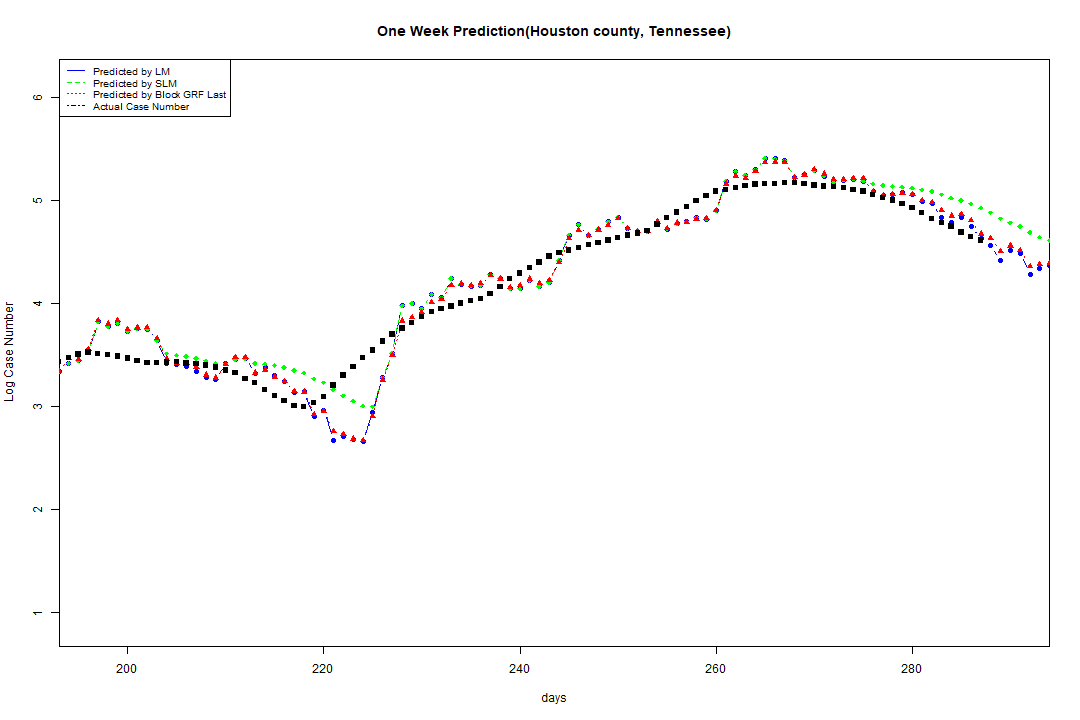 One Week Prediction(Houston county, Tennessee)
Predicted by LM
Predicted by SLM
Predicted by Block GRF Last
Actual Case Number
6
5
4
3
2
1
Log Case Number
200 220 240 260 280
days